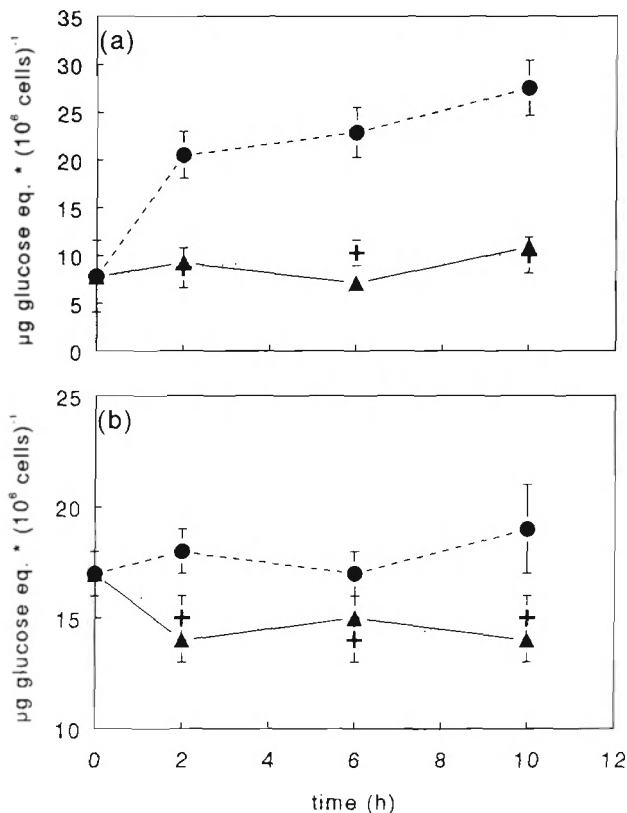 (a)
µg glucose eq. * (10⁶ cells)⁻¹
35
30
25
20
15
10
5
0
(b)
µg glucose eq. * (10⁶ cells)⁻¹
25
20
15
10
0 2 4 6 8 10 12
time (h)